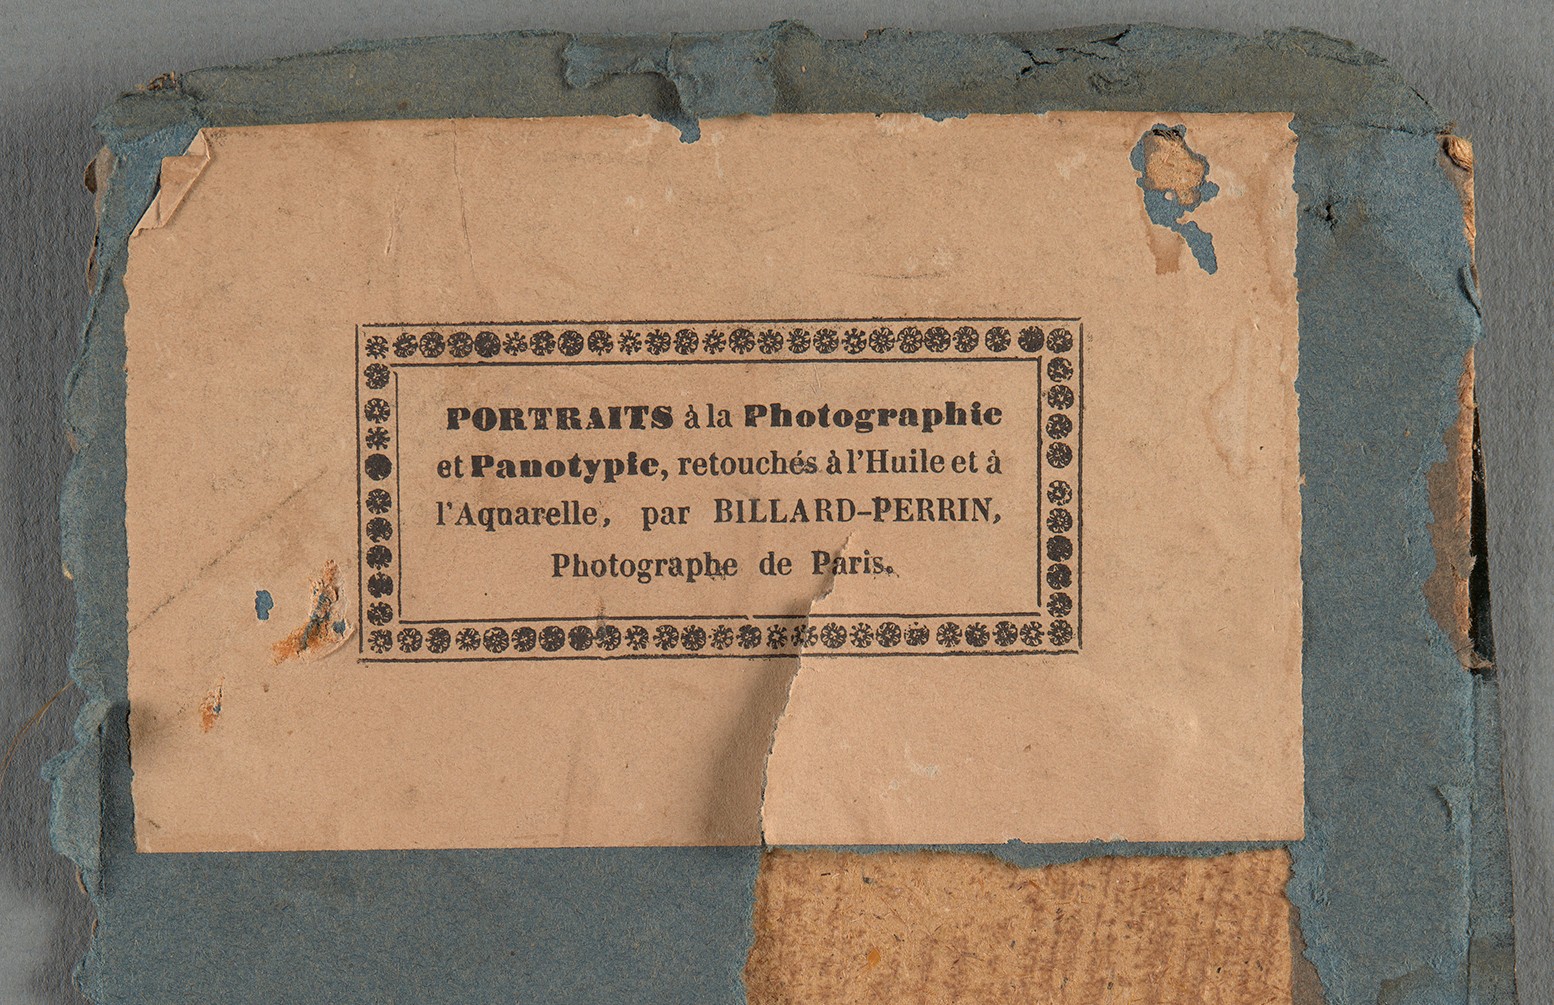 PORTRAITS à la Photographie
et Panotypie, retouchés à l'Huile et à
l'Aquarelle, par BILLARD-PERRIN,
Photographe de Paris.